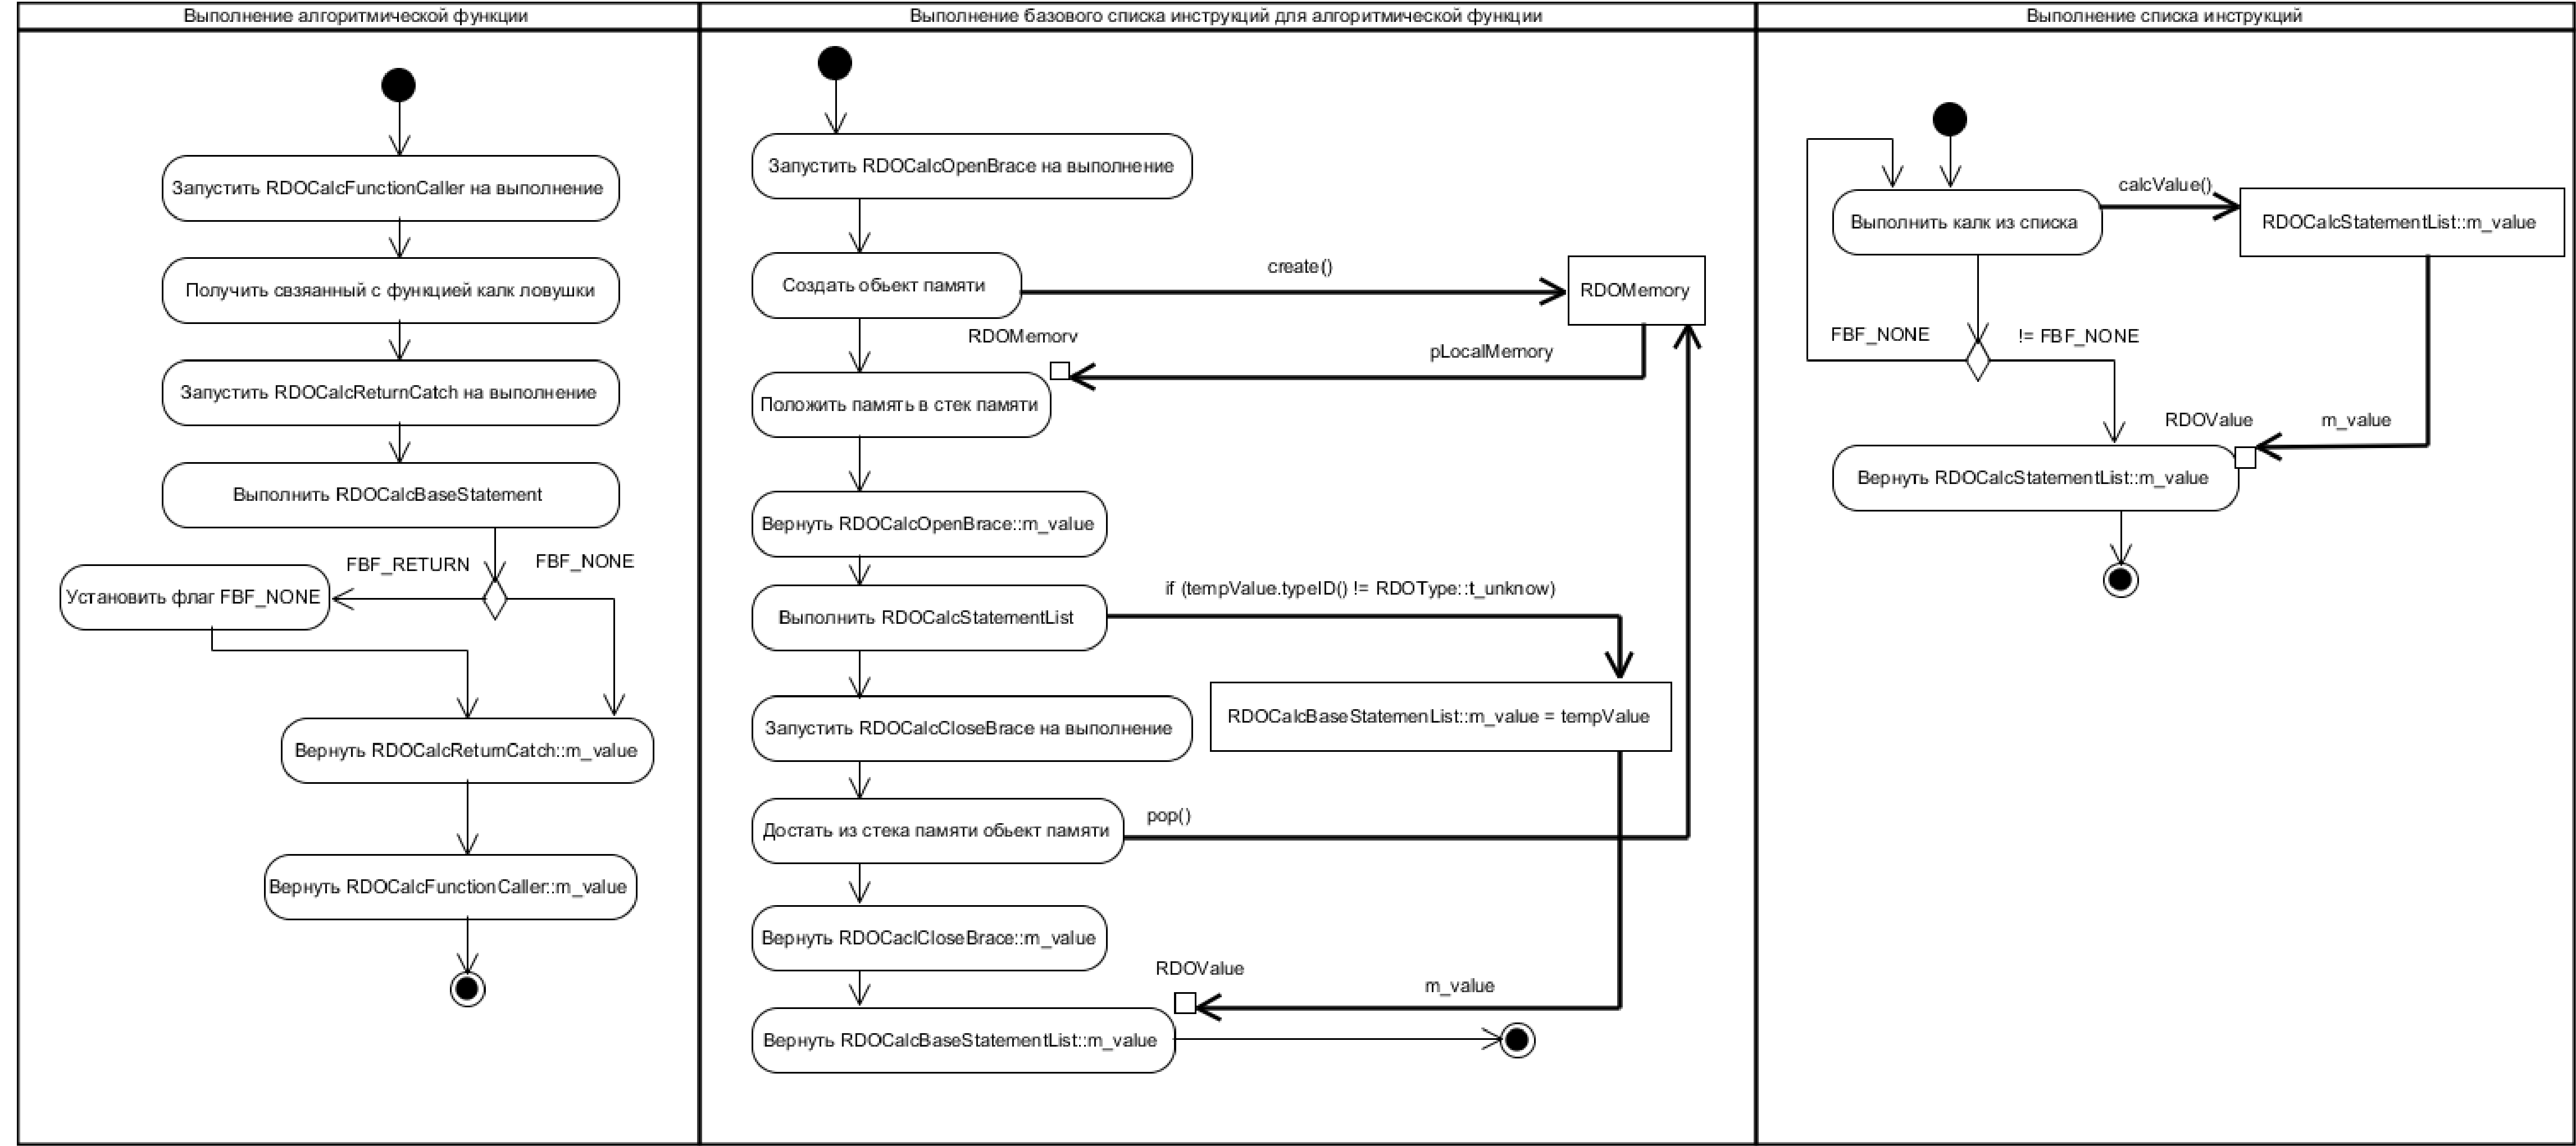 Выполнение алгоритмической функции
Запустить RDOCalcFunctionCaller на выполнение
Получить свзяанный с функцией калк ловушки
Запустить RDOCalcReturnCatch на выполнение
Выполнить RDOCalcBaseStatement
FBF_RETURN
FBF_NONE
Установить флаг FBF_NONE
Вернуть RDOCalcReturnCatch::m_value
Вернуть RDOCalcFunctionCaller::m_value
Выполнение базового списка инструкций для алгоритмической функции
Запустить RDOCalcOpenBrace на выполнение
Создать обьект памяти
create()
RDOMemory
RDOMemory
pLocalMemory
Положить память в стек памяти
Вернуть RDOCalcOpenBrace::m_value
Выполнить RDOCalcStatementList
if (tempValue.typeID() != RDOType::t_unknow)
RDOCalcBaseStatemenList::m_value = tempValue
Запустить RDOCalcCloseBrace на выполнение
Достать из стека памяти обьект памяти
pop()
Вернуть RDOCaclCloseBrace::m_value
RDOValue
m_value
Вернуть RDOCalcBaseStatementList::m_value
Выполнение списка инструкций
Выполнить калк из списка
calcValue()
RDOCalcStatementList::m_value
FBF_NONE
!= FBF_NONE
RDOValue
m_value
Вернуть RDOCalcStatementList::m_value